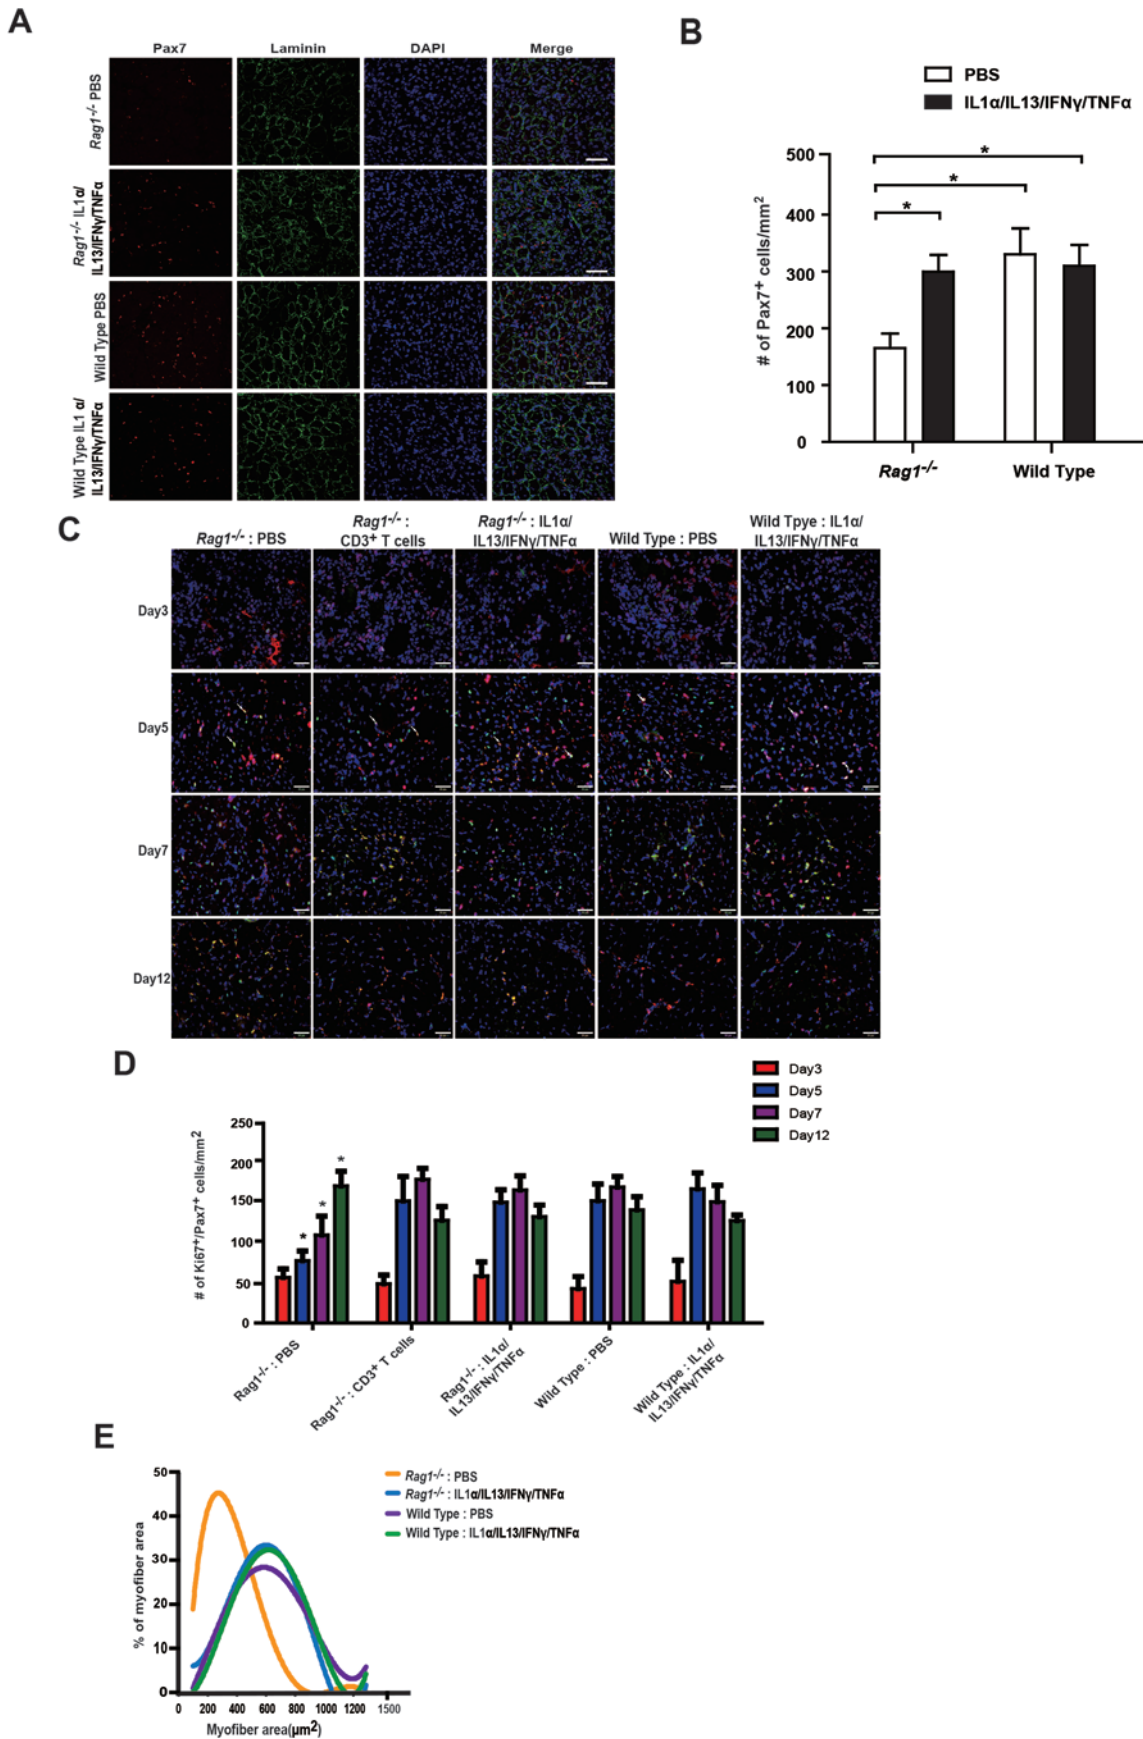 A
Pax7 Laminin DAPI Merge
Rag1-/- PBS
Rag1-/- IL1α/
IL13/IFNγ/TNFα
Wild Type PBS
Wild Type IL1 α/
IL13/IFNγ/TNFα
B
PBS
IL1α/IL13/IFNγ/TNFα
500
400
300
200
100
0
# of Pax7+ cells/mm2
*
*
*
Rag1-/- Wild Type
C
Rag1-/- : PBS
Rag1-/- :
CD3+ T cells
Rag1-/- : IL1α/
IL13/IFNγ/TNFα
Wild Type : PBS
Wild Tpye : IL1α/
IL13/IFNγ/TNFα
Day3
Day5
Day7
Day12
D
Day3
Day5
Day7
Day12
250
200
150
100
50
0
# of Ki67+/Pax7+ cells/mm2
*
*
*
Rag1-/- : PBS
Rag1-/- : CD3+ T cells
Rag1-/- : IL1α/
IL13/IFNγ/TNFα
Wild Type : PBS
Wild Type : IL1α/
IL13/IFNγ/TNFα
E
Rag1-/- : PBS
Rag1-/- : IL1α/IL13/IFNγ/TNFα
Wild Type : PBS
Wild Type : IL1α/IL13/IFNγ/TNFα
50
40
30
20
10
0
% of myofiber area
0 200 400 600 800 1000 1200 1500
Myofiber area(µm2)